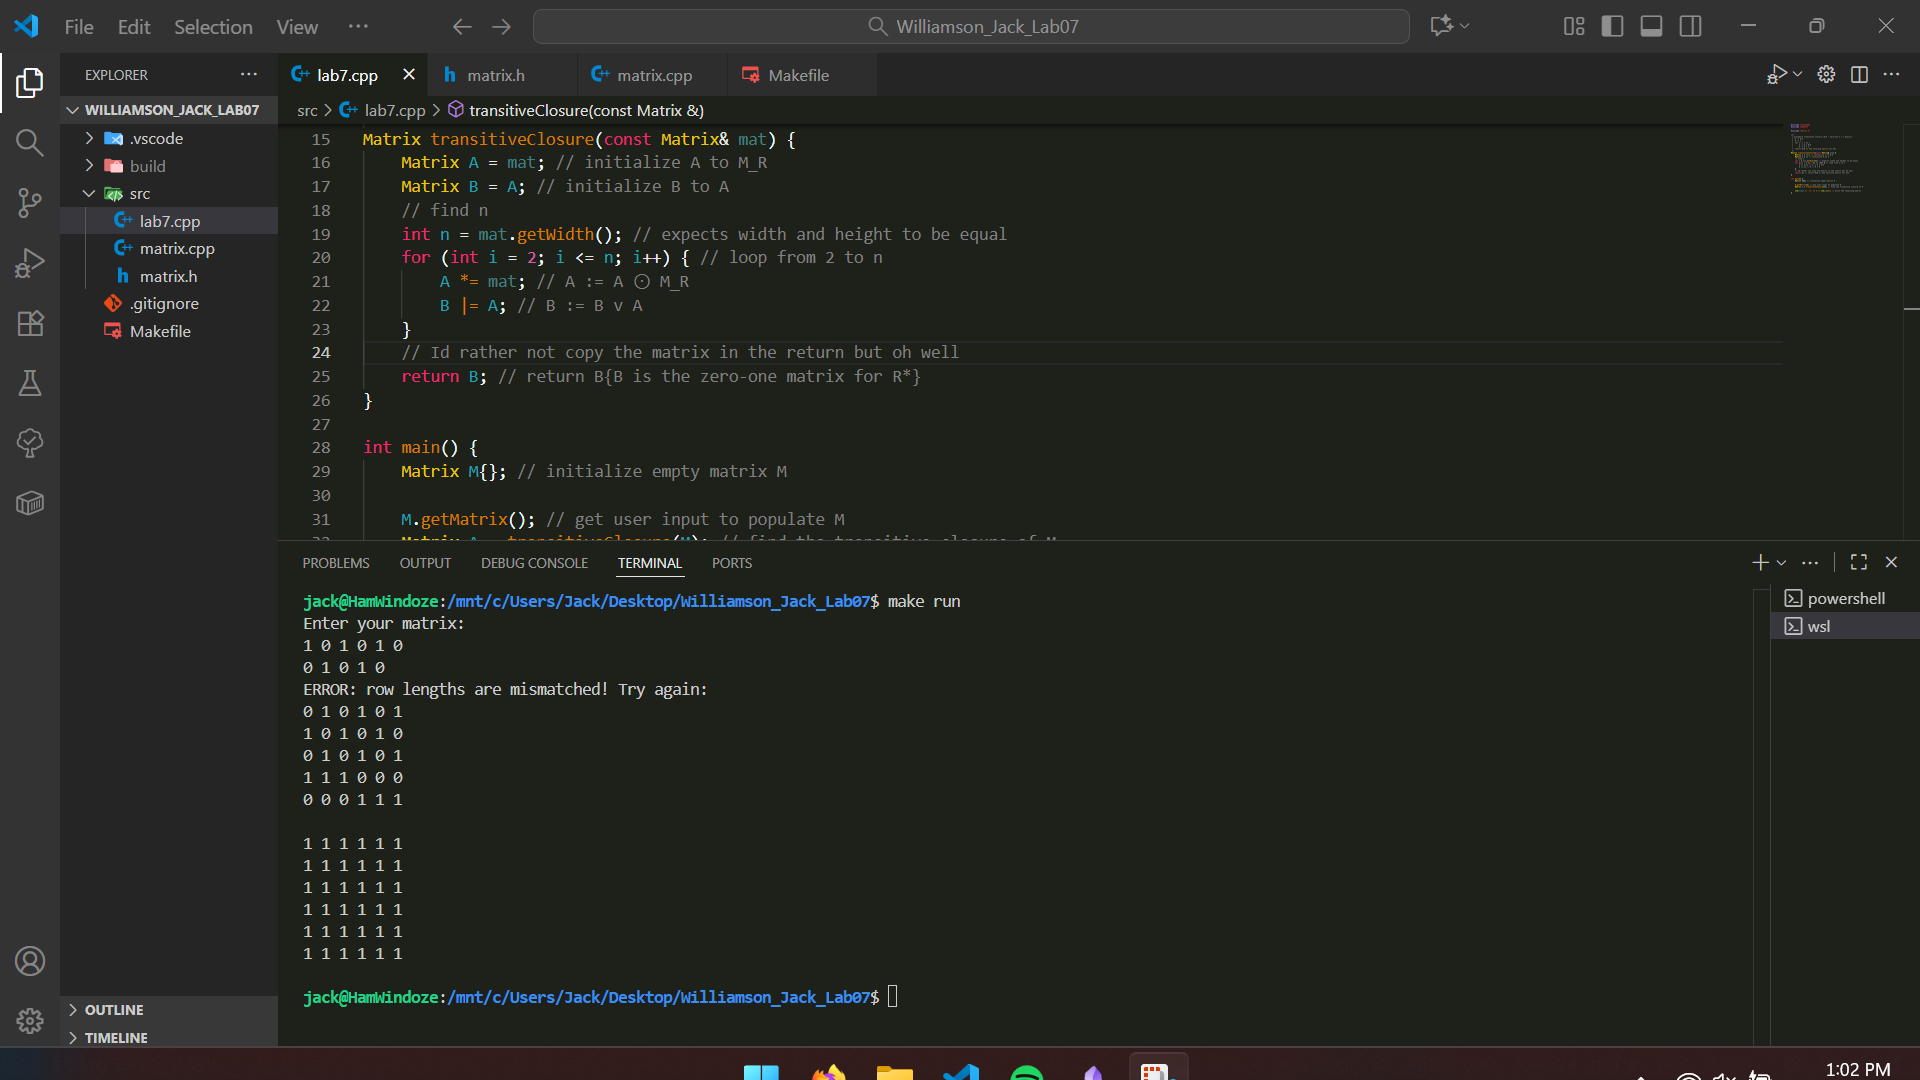 File Edit Selection View ···
Williamson_Jack_Lab07
EXPLORER ···
lab7.cpp
matrix.h
matrix.cpp
Makefile
WILLIAMSON_JACK_LAB07
.vscode
build
src
lab7.cpp
matrix.cpp
matrix.h
.gitignore
Makefile
OUTLINE
TIMELINE
src > lab7.cpp > transitiveClosure(const Matrix &)
15 Matrix transitiveClosure(const Matrix& mat) {
16 Matrix A = mat; // initialize A to M_R
17 Matrix B = A; // initialize B to A
18 // find n
19 int n = mat.getWidth(); // expects width and height to be equal
20 for (int i = 2; i <= n; i++) { // loop from 2 to n
21 A *= mat; // A := A ⊙ M_R
22 B |= A; // B := B v A
23 }
24 // Id rather not copy the matrix in the return but oh well
25 return B; // return B{B is the zero-one matrix for R*}
26 }
27
28 int main() {
29 Matrix M{}; // initialize empty matrix M
30
31 M.getMatrix(); // get user input to populate M
PROBLEMS OUTPUT DEBUG CONSOLE TERMINAL PORTS
jack@HamWindoze:/mnt/c/Users/Jack/Desktop/Williamson_Jack_Lab07$ make run
Enter your matrix:
1 0 1 0 1 0
0 1 0 1 0
ERROR: row lengths are mismatched! Try again:
0 1 0 1 0 1
1 0 1 0 1 0
0 1 0 1 0 1
1 1 1 0 0 0
0 0 0 1 1 1
1 1 1 1 1 1
1 1 1 1 1 1
1 1 1 1 1 1
1 1 1 1 1 1
1 1 1 1 1 1
1 1 1 1 1 1
jack@HamWindoze:/mnt/c/Users/Jack/Desktop/Williamson_Jack_Lab07$
powershell
wsl
1:02 PM